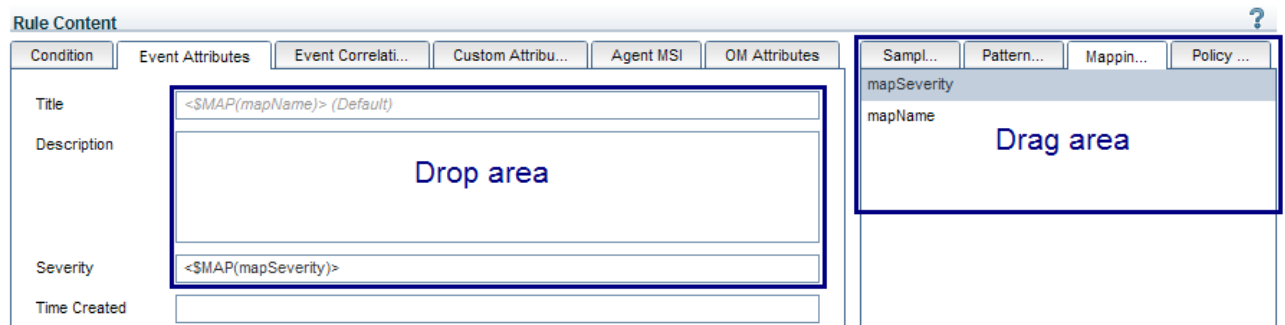 Rule Content ?
Condition Event Attributes Event Correlati... Custom Attribu... Agent MSI OM Attributes
Sampl... Pattern... Mappin... Policy ...
Title <$MAP(mapName)> (Default)
Description
Drop area
Severity <$MAP(mapSeverity)>
Time Created
mapSeverity
mapName
Drag area